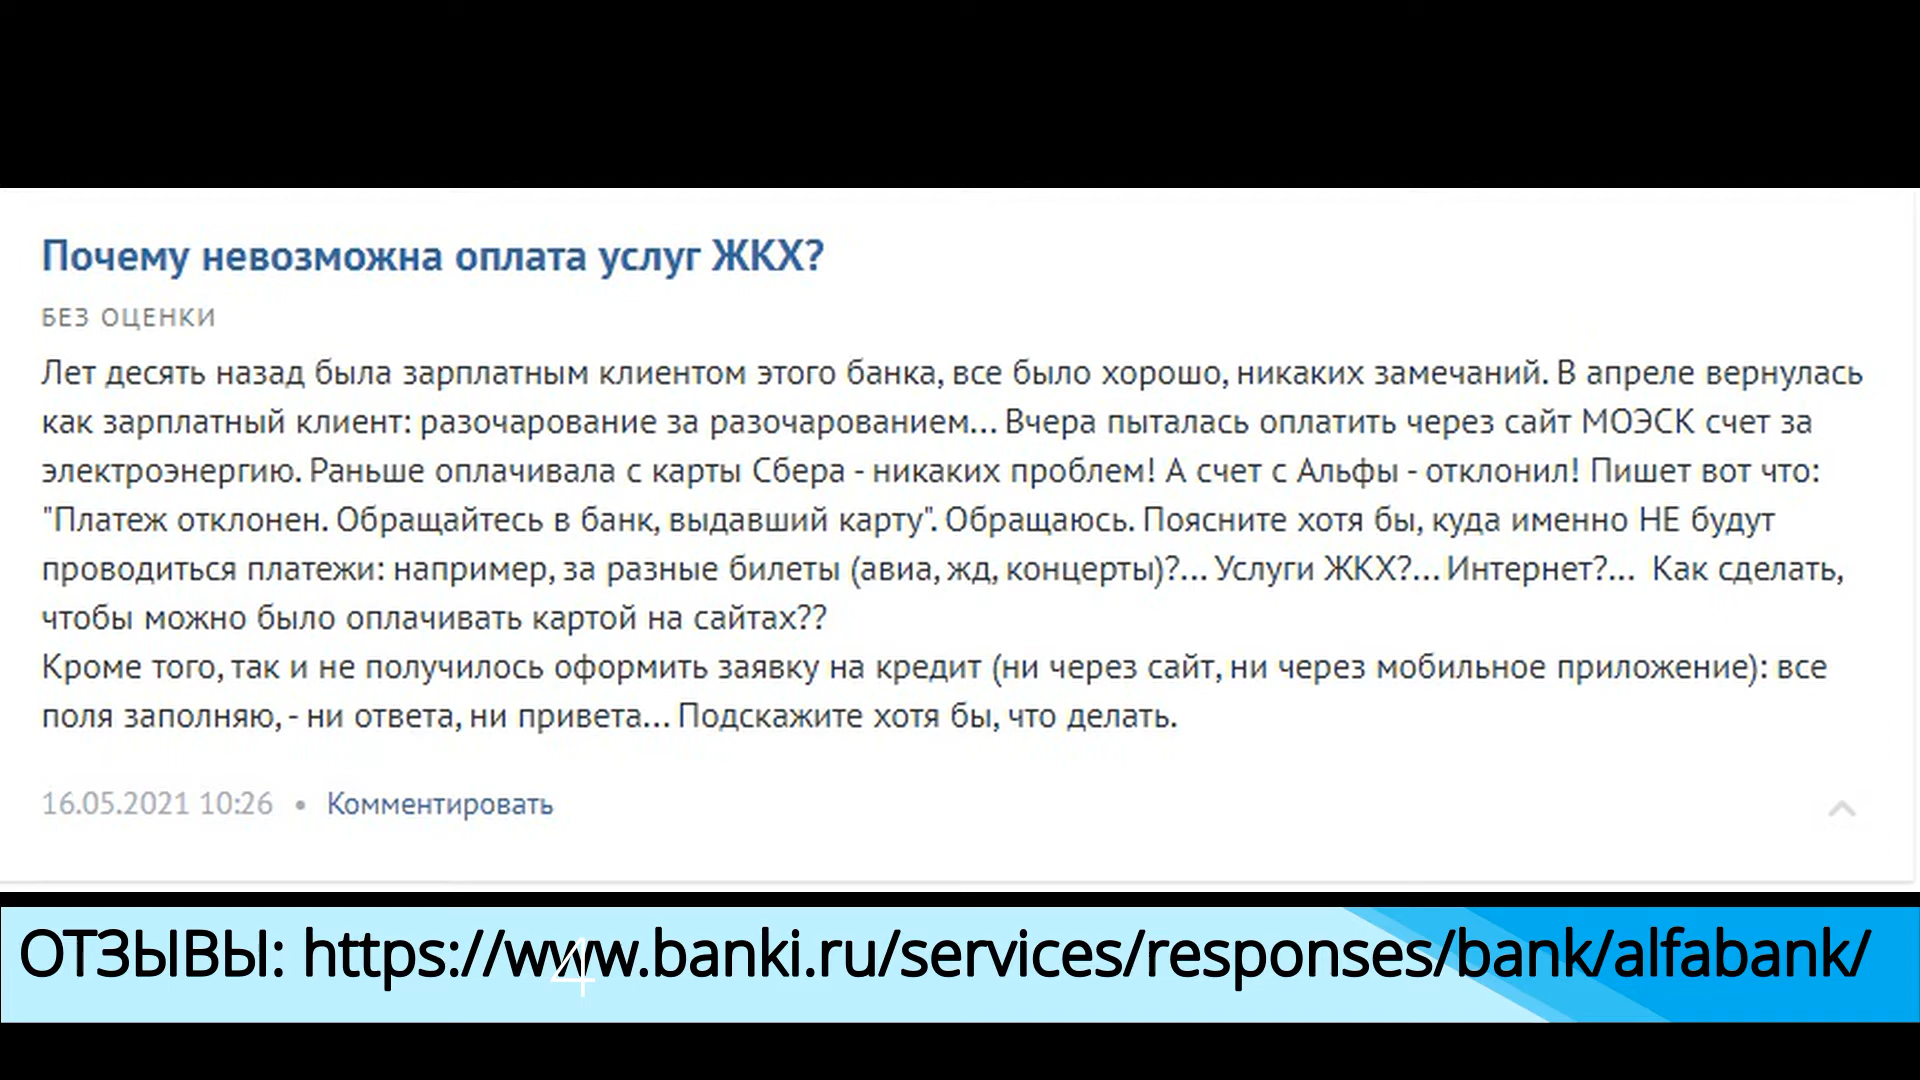 Почему невозможна оплата услуг ЖКХ?
БЕЗ ОЦЕНКИ
Лет десять назад была зарплатным клиентом этого банка, все было хорошо, никаких замечаний. В апреле вернулась
как зарплатный клиент: разочарование за разочарованием... Вчера пыталась оплатить через сайт МОЭСК счет за
электроэнергию. Раньше оплачивала с карты Сбера - никаких проблем! А счет с Альфы - отклонил! Пишет вот что:
"Платеж отклонен. Обращайтесь в банк, выдавший карту". Обращаюсь. Поясните хотя бы, куда именно НЕ будут
проводиться платежи: например, за разные билеты (авиа, жд, концерты)?... Услуги ЖКХ?... Интернет?... Как сделать,
чтобы можно было оплачивать картой на сайтах??
Кроме того, так и не получилось оформить заявку на кредит (ни через сайт, ни через мобильное приложение): все
поля заполняю, - ни ответа, ни привета... Подскажите хотя бы, что делать.
16.05.2021 10:26 • Комментировать
ОТЗЫВЫ: https://www.banki.ru/services/responses/bank/alfabank/
4